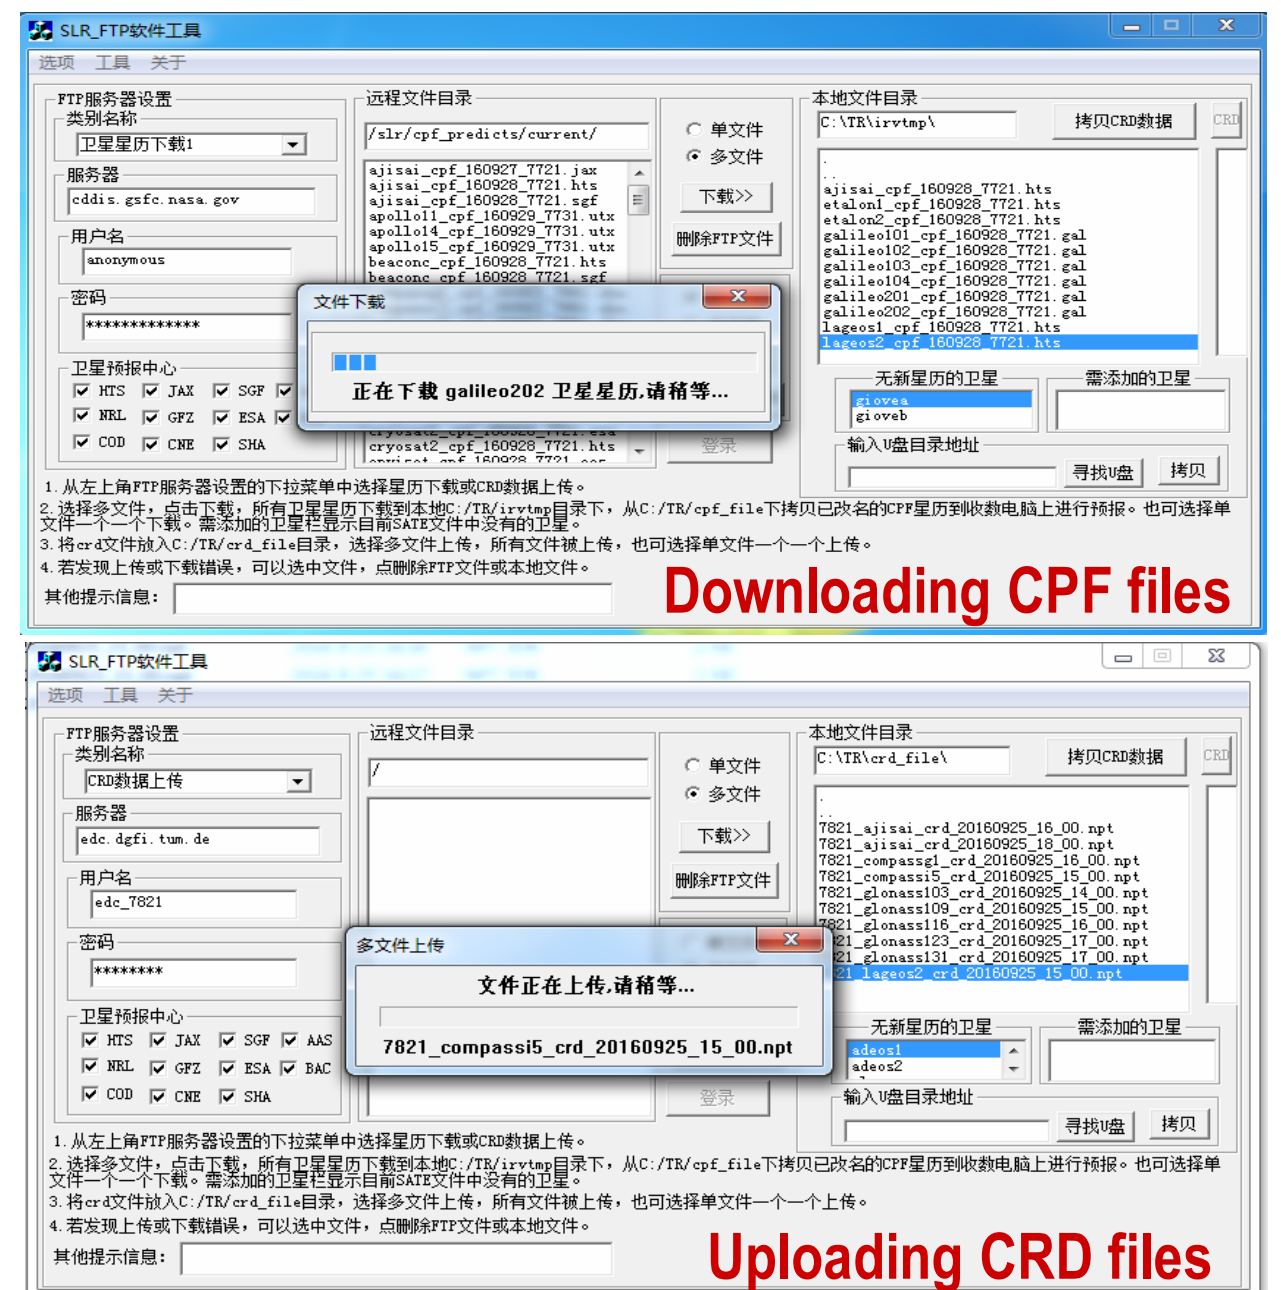 SLR_FTP软件工具
选项 工具 关于
FTP服务器设置
类别名称
卫星星历下载1
服务器
cddis.gsfc.nasa.gov
用户名
anonymous
密码
*************
卫星预报中心
HTS JAX SGF
NRL GFZ ESA
COD CNE SHA
远程文件目录
/slr/cpf_predicts/current/
ajisai_cpf_160927_7721.jax
ajisai_cpf_160928_7721.hts
ajisai_cpf_160928_7721.sgf
apollo11_cpf_160929_7731.utx
apollo14_cpf_160929_7731.utx
apollo15_cpf_160929_7731.utx
beaconc_cpf_160928_7721.hts
beaconc_cpf_160928_7721.sgf
cryosat2_cpf_160928_7721.esa
cryosat2_cpf_160928_7721.hts
单文件
多文件
下载>>
删除FTP文件
登录
本地文件目录
C:\TR\irvtmp\
拷贝CRD数据
CRD
.
..
ajisai_cpf_160928_7721.hts
etalon1_cpf_160928_7721.hts
etalon2_cpf_160928_7721.hts
galileo101_cpf_160928_7721.gal
galileo102_cpf_160928_7721.gal
galileo103_cpf_160928_7721.gal
galileo104_cpf_160928_7721.gal
galileo201_cpf_160928_7721.gal
galileo202_cpf_160928_7721.gal
lageos1_cpf_160928_7721.hts
lageos2_cpf_160928_7721.hts
无新星历的卫星
giovea
gioveb
需添加的卫星
输入U盘目录地址
寻找U盘
拷贝
文件下载
正在下载 galileo202 卫星星历,请稍等...
1.从左上角FTP服务器设置的下拉菜单中选择星历下载或CRD数据上传。
2.选择多文件，点击下载，所有卫星星历下载到本地C:/TR/irvtmp目录下，从C:/TR/cpf_file下拷贝已改名的CPF星历到收数电脑上进行预报。也可选择单
文件一个一个下载。需添加的卫星栏显示目前SATE文件中没有的卫星。
3.将crd文件放入C:/TR/crd_file目录，选择多文件上传，所有文件被上传，也可选择单文件一个一个上传。
4.若发现上传或下载错误，可以选中文件，点删除FTP文件或本地文件。
其他提示信息：
Downloading CPF files
SLR_FTP软件工具
选项 工具 关于
FTP服务器设置
类别名称
CRD数据上传
服务器
edc.dgfi.tum.de
用户名
edc_7821
密码
********
卫星预报中心
HTS JAX SGF AAS
NRL GFZ ESA BAC
COD CNE SHA
远程文件目录
/
单文件
多文件
下载>>
删除FTP文件
登录
本地文件目录
C:\TR\crd_file\
拷贝CRD数据
CRD
.
..
7821_ajisai_crd_20160925_16_00.npt
7821_ajisai_crd_20160925_18_00.npt
7821_compassg1_crd_20160925_16_00.npt
7821_compassi5_crd_20160925_15_00.npt
7821_glonass103_crd_20160925_14_00.npt
7821_glonass109_crd_20160925_15_00.npt
7821_glonass116_crd_20160925_16_00.npt
821_glonass123_crd_20160925_17_00.npt
821_glonass131_crd_20160925_17_00.npt
821_lageos2_crd_20160925_15_00.npt
无新星历的卫星
adeos1
adeos2
需添加的卫星
输入U盘目录地址
寻找U盘
拷贝
多文件上传
文件正在上传,请稍等...
7821_compassi5_crd_20160925_15_00.npt
1.从左上角FTP服务器设置的下拉菜单中选择星历下载或CRD数据上传。
2.选择多文件，点击下载，所有卫星星历下载到本地C:/TR/irvtmp目录下，从C:/TR/cpf_file下拷贝已改名的CPF星历到收数电脑上进行预报。也可选择单
文件一个一个下载。需添加的卫星栏显示目前SATE文件中没有的卫星。
3.将crd文件放入C:/TR/crd_file目录，选择多文件上传，所有文件被上传，也可选择单文件一个一个上传。
4.若发现上传或下载错误，可以选中文件，点删除FTP文件或本地文件。
其他提示信息：
Uploading CRD files